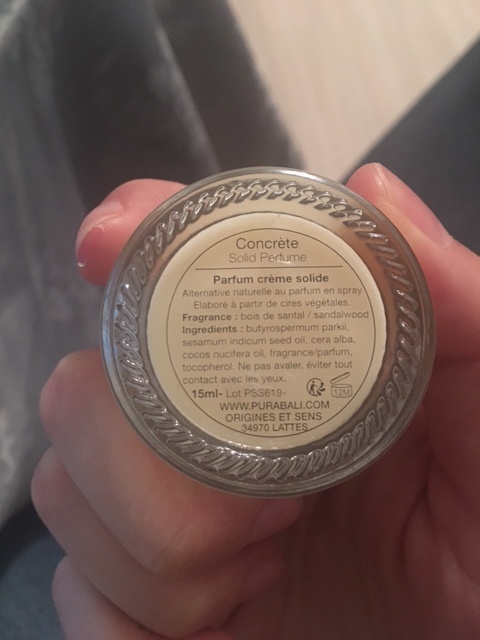 Concrète
Solid Perfume
Parfum crème solide
Alternative naturelle au parfum en spray
Elaboré à partir de cires végétales.
Fragrance : bois de santal / sandalwood
Ingredients : butyrospermum parkii,
sesamum indicum seed oil, cera alba,
cocos nucifera oil, fragrance/parfum,
tocopherol. Ne pas avaler, éviter tout
contact avec les yeux.
15ml- Lot PS3619-
12M
WWW.PURABALI.COM
ORIGINES ET SENS
34970 LATTES